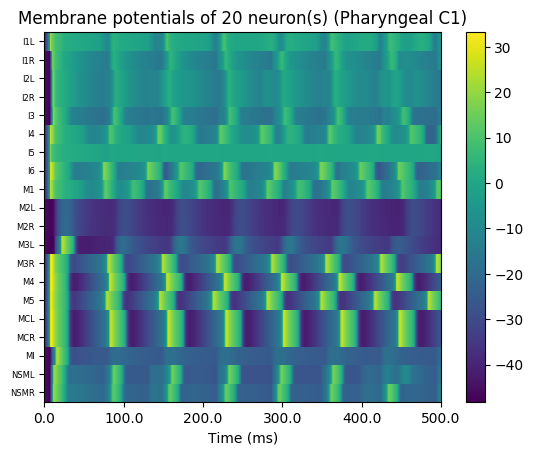 Membrane potentials of 20 neuron(s) (Pharyngeal C1)
I1L
I1R
I2L
I2R
I3
I4
I5
I6
M1
M2L
M2R
M3L
M3R
M4
M5
MCL
MCR
MI
NSML
NSMR
0.0 100.0 200.0 300.0 400.0 500.0
Time (ms)
30
20
10
0
−10
−20
−30
−40